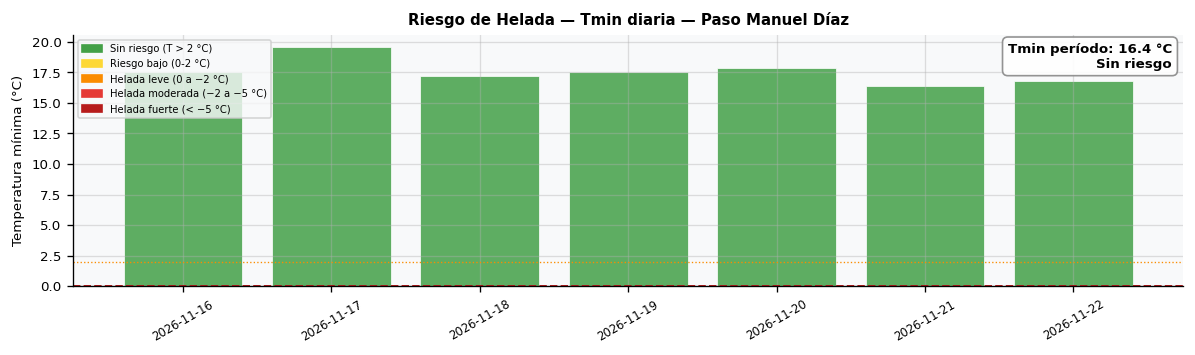 Riesgo de Helada — Tmin diaria — Paso Manuel Díaz
Temperatura mínima (°C)
20.0
17.5
15.0
12.5
10.0
7.5
5.0
2.5
0.0
Sin riesgo (T > 2 °C)
Riesgo bajo (0-2 °C)
Helada leve (0 a −2 °C)
Helada moderada (−2 a −5 °C)
Helada fuerte (< −5 °C)
Tmin período: 16.4 °C
Sin riesgo
2026-11-16
2026-11-17
2026-11-18
2026-11-19
2026-11-20
2026-11-21
2026-11-22